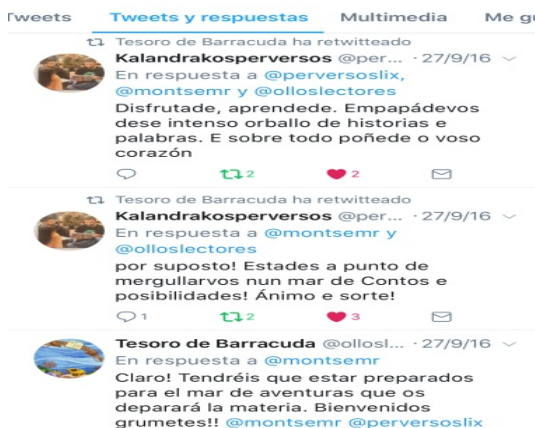 Tweets Tweets y respuestas Multimedia Me gu
Tesoro de Barracuda ha retwitteado
Kalandrakosperversos @per... · 27/9/16
En respuesta a @perversoslix,
@montsemr y @olloslectores
Disfrutade, aprendede. Empapádevos
dese intenso orballo de historias e
palabras. E sobre todo poñede o voso
corazón
2 2
Tesoro de Barracuda ha retwitteado
Kalandrakosperversos @per... · 27/9/16
En respuesta a @montsemr y
@olloslectores
por suposto! Estades a punto de
mergullarvos nun mar de Contos e
posibilidades! Ánimo e sorte!
1 2 3
Tesoro de Barracuda @ollosl... · 27/9/16
En respuesta a @montsemr
Claro! Tendréis que estar preparados
para el mar de aventuras que os
deparará la materia. Bienvenidos
grumetes!! @montsemr @perversoslix